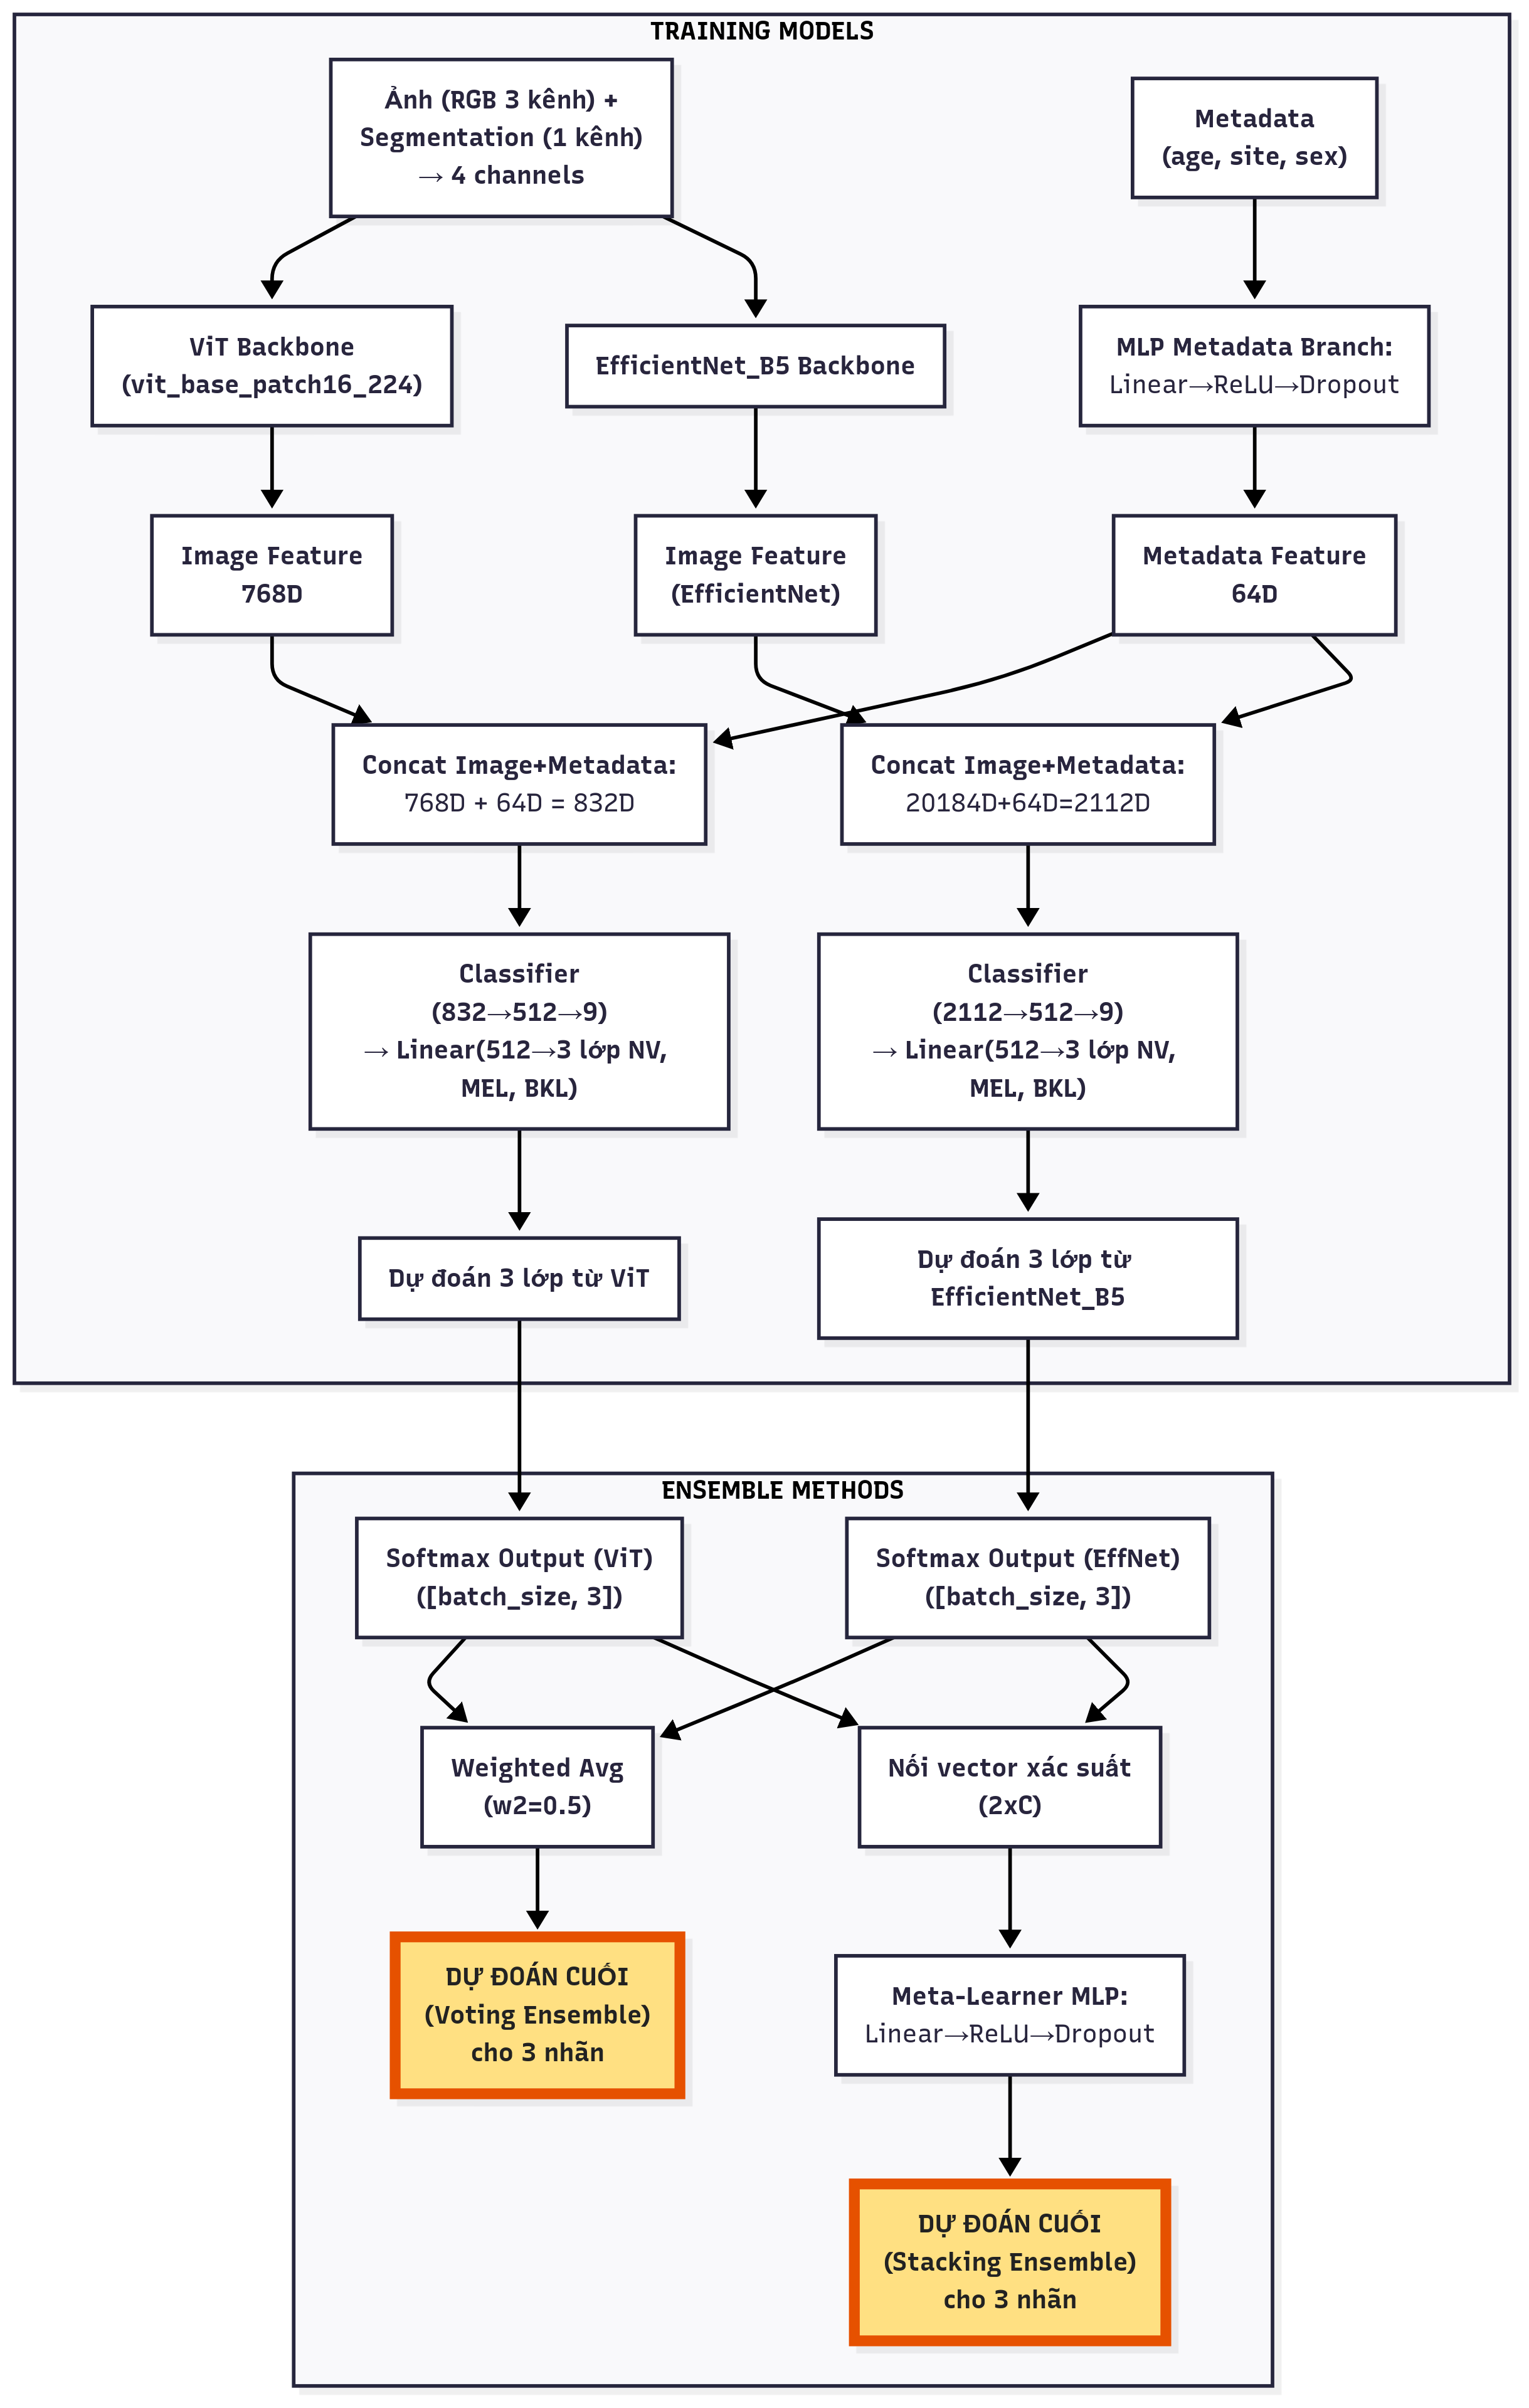 TRAINING MODELS
Ảnh (RGB 3 kênh) +
Segmentation (1 kênh)
→ 4 channels
Metadata
(age, site, sex)
ViT Backbone
(vit_base_patch16_224)
EfficientNet_B5 Backbone
MLP Metadata Branch:
Linear→ReLU→Dropout
Image Feature
768D
Image Feature
(EfficientNet)
Metadata Feature
64D
Concat Image+Metadata:
768D + 64D = 832D
Concat Image+Metadata:
20184D+64D=2112D
Classifier
(832→512→9)
→ Linear(512→3 lớp NV,
MEL, BKL)
Classifier
(2112→512→9)
→ Linear(512→3 lớp NV,
MEL, BKL)
Dự đoán 3 lớp từ ViT
Dự đoán 3 lớp từ
EfficientNet_B5
ENSEMBLE METHODS
Softmax Output (ViT)
([batch_size, 3])
Softmax Output (EffNet)
([batch_size, 3])
Weighted Avg
(w2=0.5)
Nối vector xác suất
(2xC)
DỰ ĐOÁN CUỐI
(Voting Ensemble)
cho 3 nhãn
Meta-Learner MLP:
Linear→ReLU→Dropout
DỰ ĐOÁN CUỐI
(Stacking Ensemble)
cho 3 nhãn